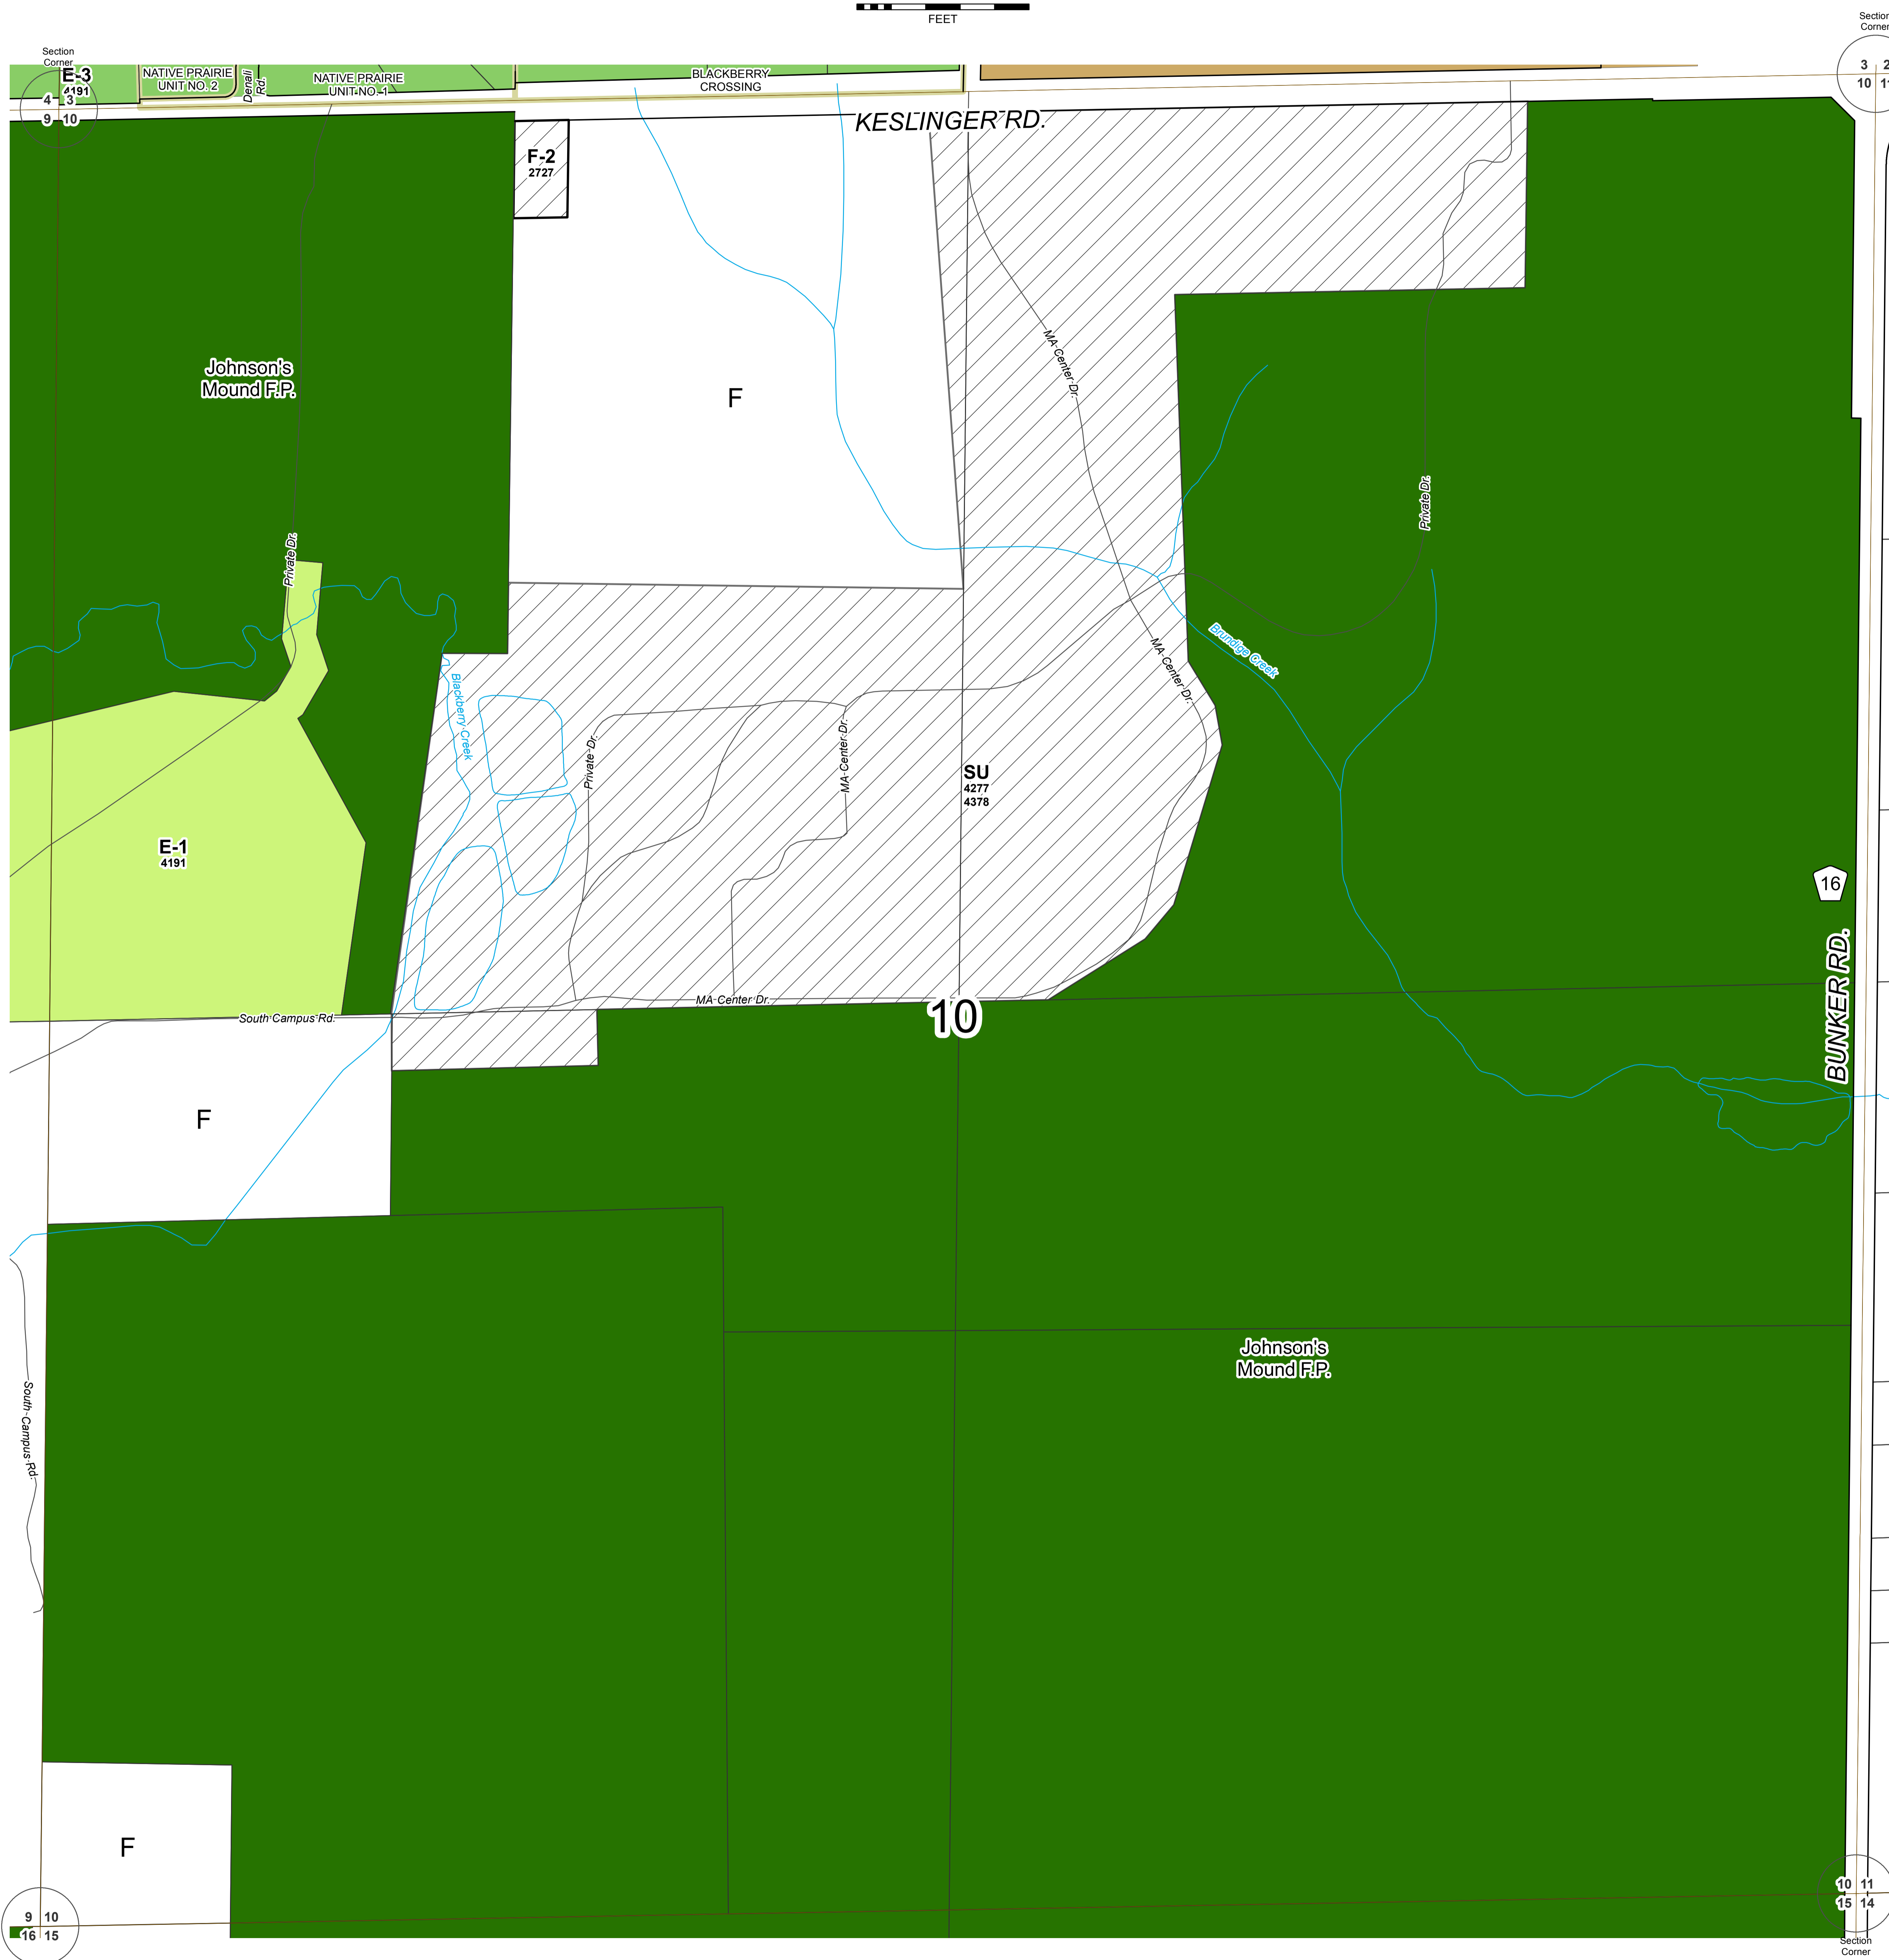 FEET
Section
Corner
Section
Corner
E-3
4191
4 3
9 10
NATIVE PRAIRIE
UNIT NO. 2
Denali
Rd.
NATIVE PRAIRIE
UNIT NO. 1
BLACKBERRY
CROSSING
3 2
10 11
KESLINGER RD.
F-2
2727
Johnson's
Mound F.P.
F
MA Center Dr.
Private Dr.
Private Dr.
Brundige Creek
MA Center Dr.
Blackberry Creek
Private Dr.
MA Center Dr.
SU
4277
4378
E-1
4191
16
BUNKER RD.
MA Center Dr.
South Campus Rd.
10
F
Johnson's
Mound F.P.
South Campus Rd.
F
9 10
16 15
10 11
15 14
Section
Corner